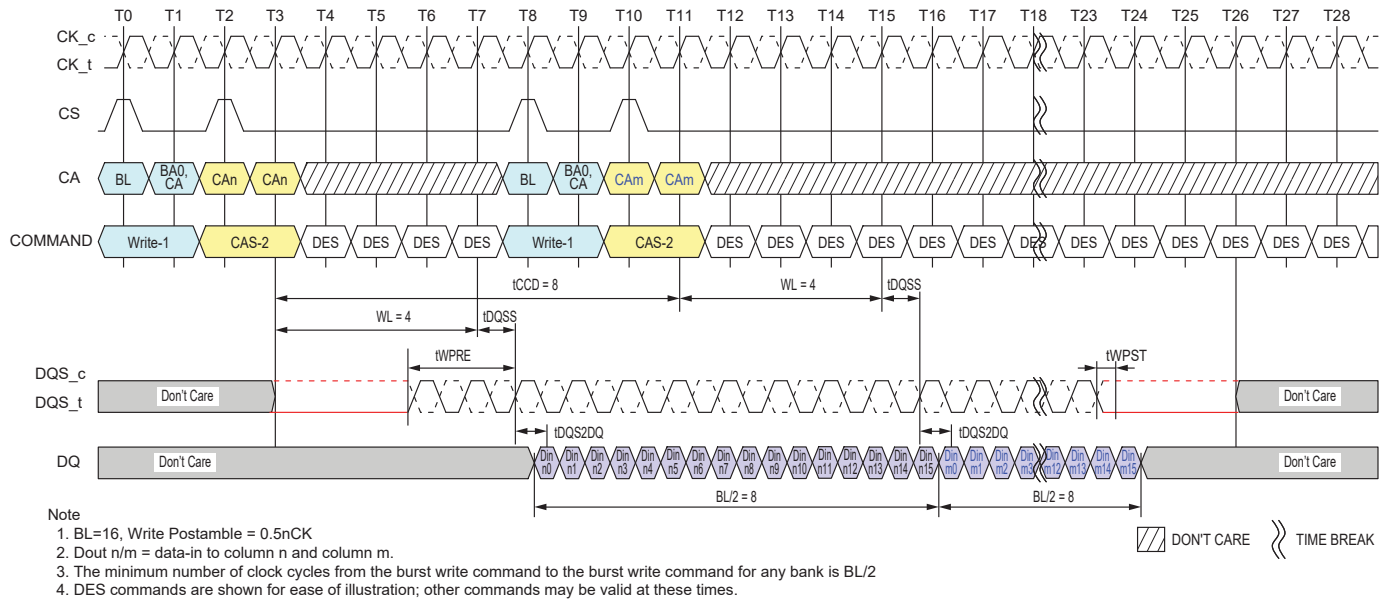 T0 T1 T2 T3 T4 T5 T6 T7 T8 T9 T10 T11 T12 T13 T14 T15 T16 T17 T18 T23 T24 T25 T26 T27 T28
CK_c
CK_t
CS
CA BL BA0, CA CAn CAn BL BA0, CA CAm CAm
COMMAND Write-1 CAS-2 DES DES DES DES Write-1 CAS-2 DES DES DES DES DES DES DES DES DES DES DES DES DES
tCCD = 8 WL = 4 tDQSS
WL = 4 tDQSS
tWPRE tWPST
DQS_c
DQS_t Don't Care Don't Care
tDQS2DQ tDQS2DQ
DQ Don't Care Din n0 Din n1 Din n2 Din n3 Din n4 Din n5 Din n6 Din n7 Din n8 Din n9 Din n10 Din n11 Din n12 Din n13 Din n14 Din n15 Din m0 Din m1 Din m2 Din m3 Din m12 Din m13 Din m14 Din m15 Don't Care
BL/2 = 8 BL/2 = 8
Note
1. BL=16, Write Postamble = 0.5nCK
2. Dout n/m = data-in to column n and column m.
3. The minimum number of clock cycles from the burst write command to the burst write command for any bank is BL/2
4. DES commands are shown for ease of illustration; other commands may be valid at these times.
DON'T CARE TIME BREAK